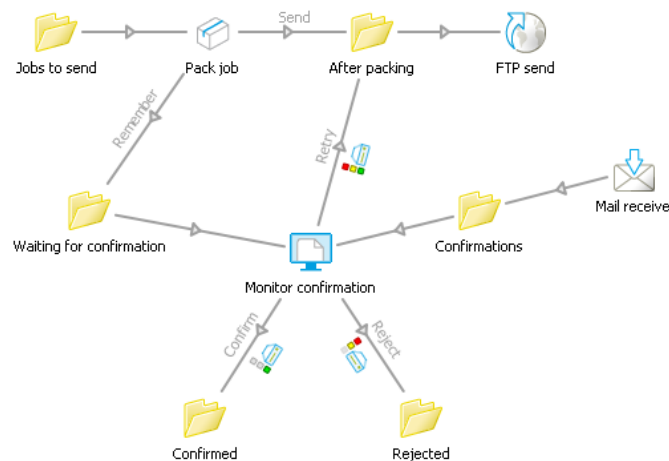 Send
Jobs to send
Pack job
After packing
FTP send
Remember
Retry
Mail receive
Waiting for confirmation
Confirmations
Monitor confirmation
Confirm
Reject
Confirmed
Rejected